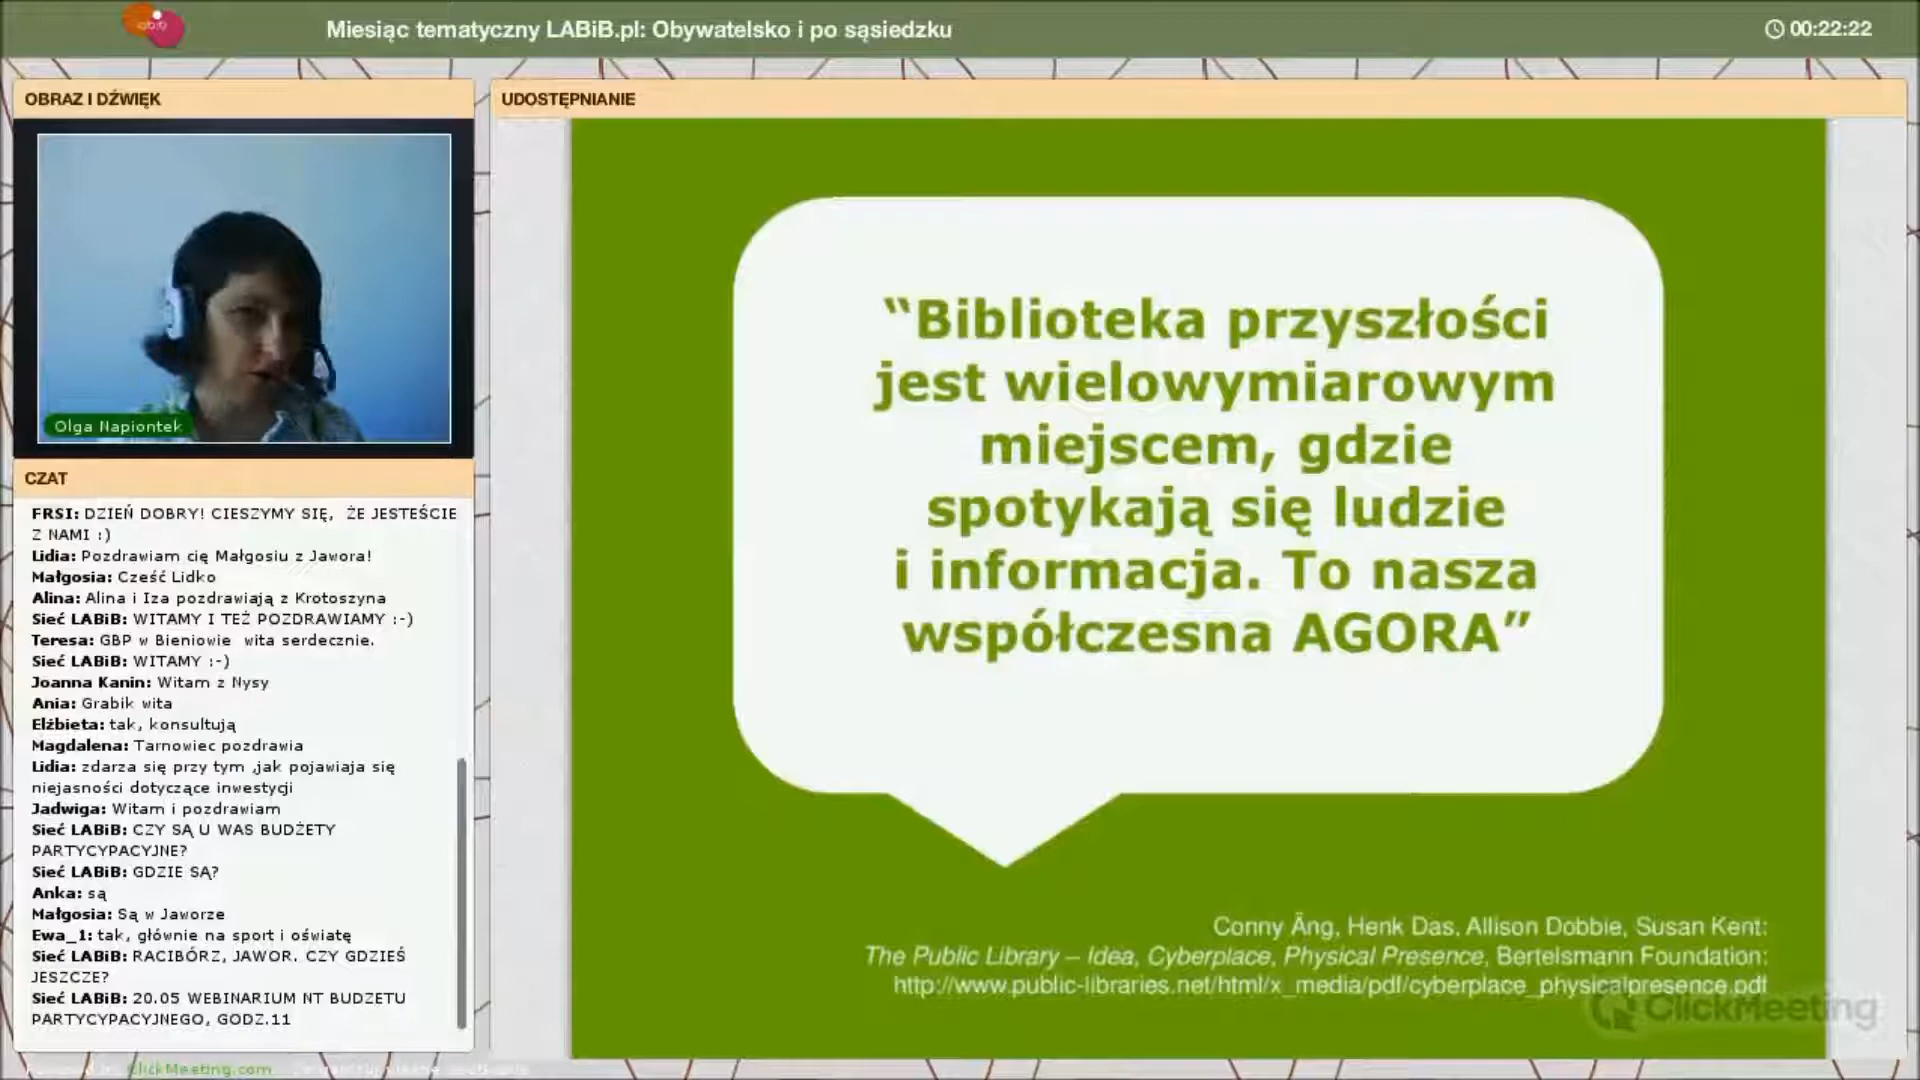 labib
Miesiąc tematyczny LABiB.pl: Obywatelsko i po sąsiedzku
00:22:22
OBRAZ I DŹWIĘK
Olga Napiontek
CZAT
FRSI: DZIEŃ DOBRY! CIESZYMY SIĘ, ŻE JESTEŚCIE
Z NAMI :)
Lidia: Pozdrawiam cię Małgosiu z Jawora!
Małgosia: Cześć Lidko
Alina: Alina i Iza pozdrawiają z Krotoszyna
Sieć LABiB: WITAMY I TEŻ POZDRAWIAMY :-)
Teresa: GBP w Bieniowie wita serdecznie.
Sieć LABiB: WITAMY :-)
Joanna Kanin: Witam z Nysy
Ania: Grabik wita
Elżbieta: tak, konsultują
Magdalena: Tarnowiec pozdrawia
Lidia: zdarza się przy tym ,jak pojawiaja się
niejasności dotyczące inwestycji
Jadwiga: Witam i pozdrawiam
Sieć LABiB: CZY SĄ U WAS BUDŻETY
PARTYCYPACYJNE?
Sieć LABiB: GDZIE SĄ?
Anka: są
Małgosia: Są w Jaworze
Ewa_1: tak, głównie na sport i oświatę
Sieć LABiB: RACIBÓRZ, JAWOR. CZY GDZIEŚ
JESZCZE?
Sieć LABiB: 20.05 WEBINARIUM NT BUDZETU
PARTYCYPACYJNEGO, GODZ.11
ClickMeeting.com
UDOSTĘPNIANIE
“Biblioteka przyszłości
jest wielowymiarowym
miejscem, gdzie
spotykają się ludzie
i informacja. To nasza
współczesna AGORA”
Conny Äng, Henk Das, Allison Dobbie, Susan Kent:
The Public Library – Idea, Cyberplace, Physical Presence, Bertelsmann Foundation:
http://www.public-libraries.net/html/x_media/pdf/cyberplace_physicalpresence.pdf
ClickMeeting